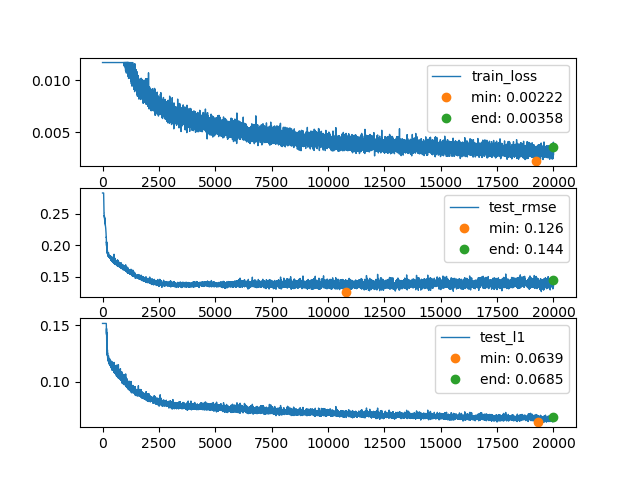 0.010
0.005
train_loss
min: 0.00222
end: 0.00358
0 2500 5000 7500 10000 12500 15000 17500 20000
0.25
0.20
0.15
test_rmse
min: 0.126
end: 0.144
0 2500 5000 7500 10000 12500 15000 17500 20000
0.15
0.10
test_l1
min: 0.0639
end: 0.0685
0 2500 5000 7500 10000 12500 15000 17500 20000